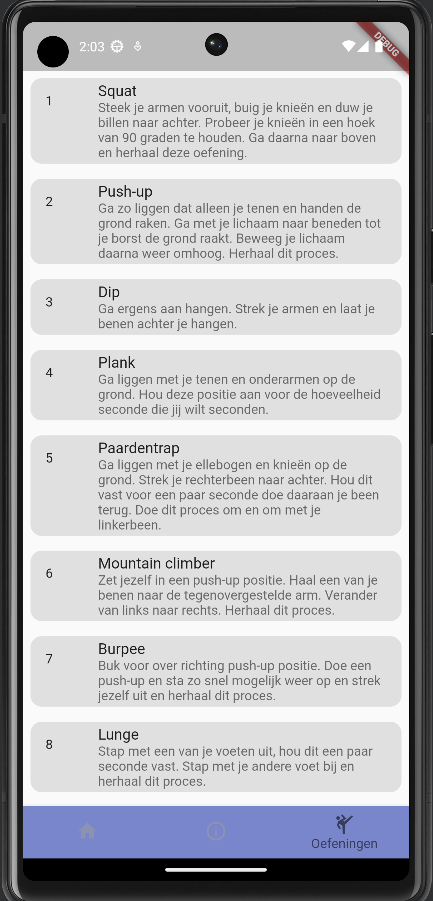 2:03
DEBUG
1
Squat
Steek je armen vooruit, buig je knieën en duw je
billen naar achter. Probeer je knieën in een hoek
van 90 graden te houden. Ga daarna naar boven
en herhaal deze oefening.
2
Push-up
Ga zo liggen dat alleen je tenen en handen de
grond raken. Ga met je lichaam naar beneden tot
je borst de grond raakt. Beweeg je lichaam
daarna weer omhoog. Herhaal dit proces.
3
Dip
Ga ergens aan hangen. Strek je armen en laat je
benen achter je hangen.
4
Plank
Ga liggen met je tenen en onderarmen op de
grond. Hou deze positie aan voor de hoeveelheid
seconde die jij wilt seconden.
5
Paardentrap
Ga liggen met je ellebogen en knieën op de
grond. Strek je rechterbeen naar achter. Hou dit
vast voor een paar seconde doe daaraan je been
terug. Doe dit proces om en om met je
linkerbeen.
6
Mountain climber
Zet jezelf in een push-up positie. Haal een van je
benen naar de tegenovergestelde arm. Verander
van links naar rechts. Herhaal dit proces.
7
Burpee
Buk voor over richting push-up positie. Doe een
push-up en sta zo snel mogelijk weer op en strek
jezelf uit en herhaal dit proces.
8
Lunge
Stap met een van je voeten uit, hou dit een paar
seconde vast. Stap met je andere voet bij en
herhaal dit proces.
Oefeningen